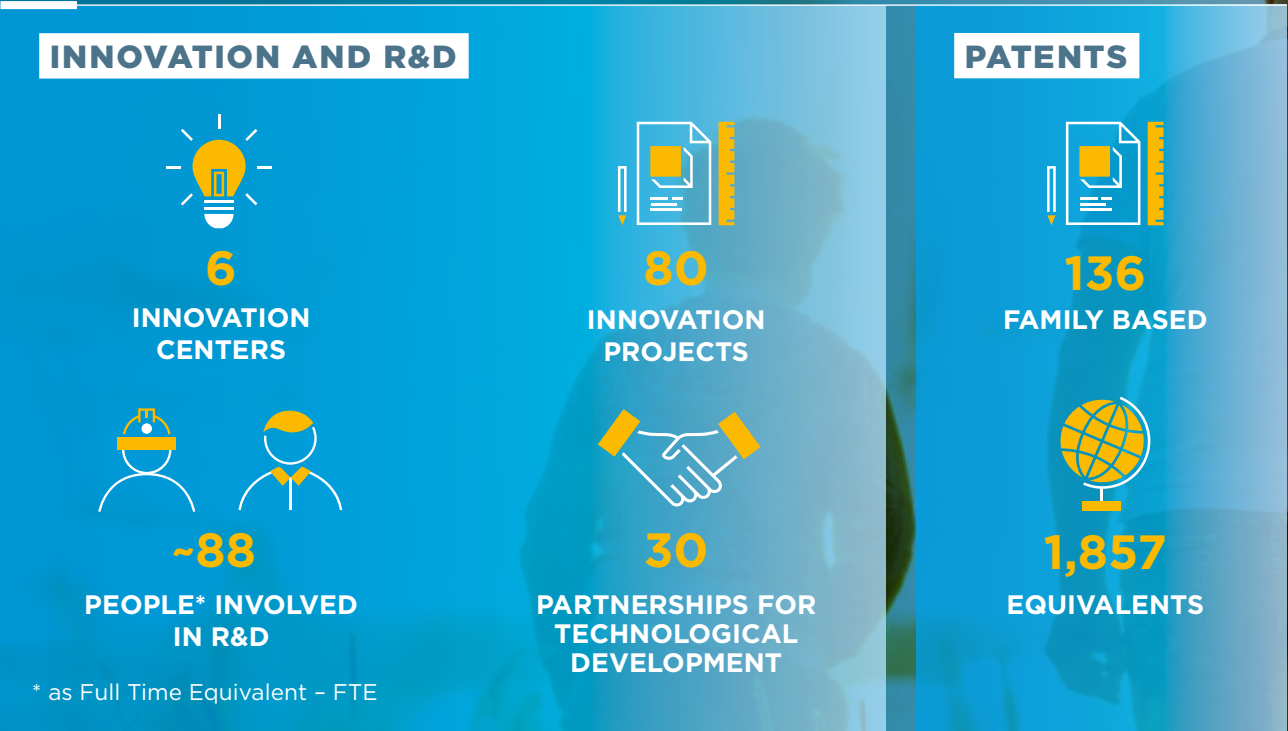 INNOVATION AND R&D
6
INNOVATION
CENTERS
80
INNOVATION
PROJECTS
~88
PEOPLE* INVOLVED
IN R&D
30
PARTNERSHIPS FOR
TECHNOLOGICAL
DEVELOPMENT
* as Full Time Equivalent – FTE
PATENTS
136
FAMILY BASED
1,857
EQUIVALENTS